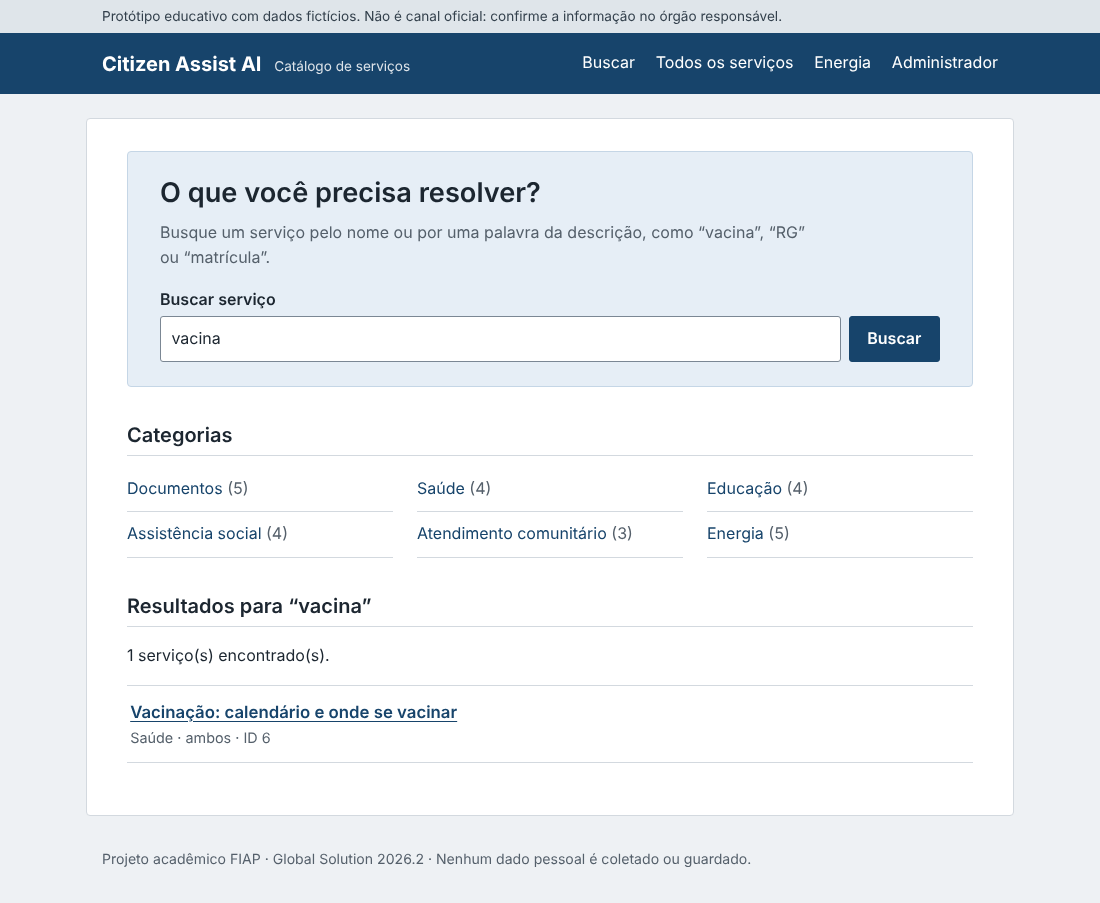 Protótipo educativo com dados fictícios. Não é canal oficial: confirme a informação no órgão responsável.
Citizen Assist AI Catálogo de serviços
Buscar Todos os serviços Energia Administrador
O que você precisa resolver?
Busque um serviço pelo nome ou por uma palavra da descrição, como “vacina”, “RG”
ou “matrícula”.
Buscar serviço
vacina
Buscar
Categorias
Documentos (5) Saúde (4) Educação (4)
Assistência social (4) Atendimento comunitário (3) Energia (5)
Resultados para “vacina”
1 serviço(s) encontrado(s).
Vacinação: calendário e onde se vacinar
Saúde · ambos · ID 6
Projeto acadêmico FIAP · Global Solution 2026.2 · Nenhum dado pessoal é coletado ou guardado.